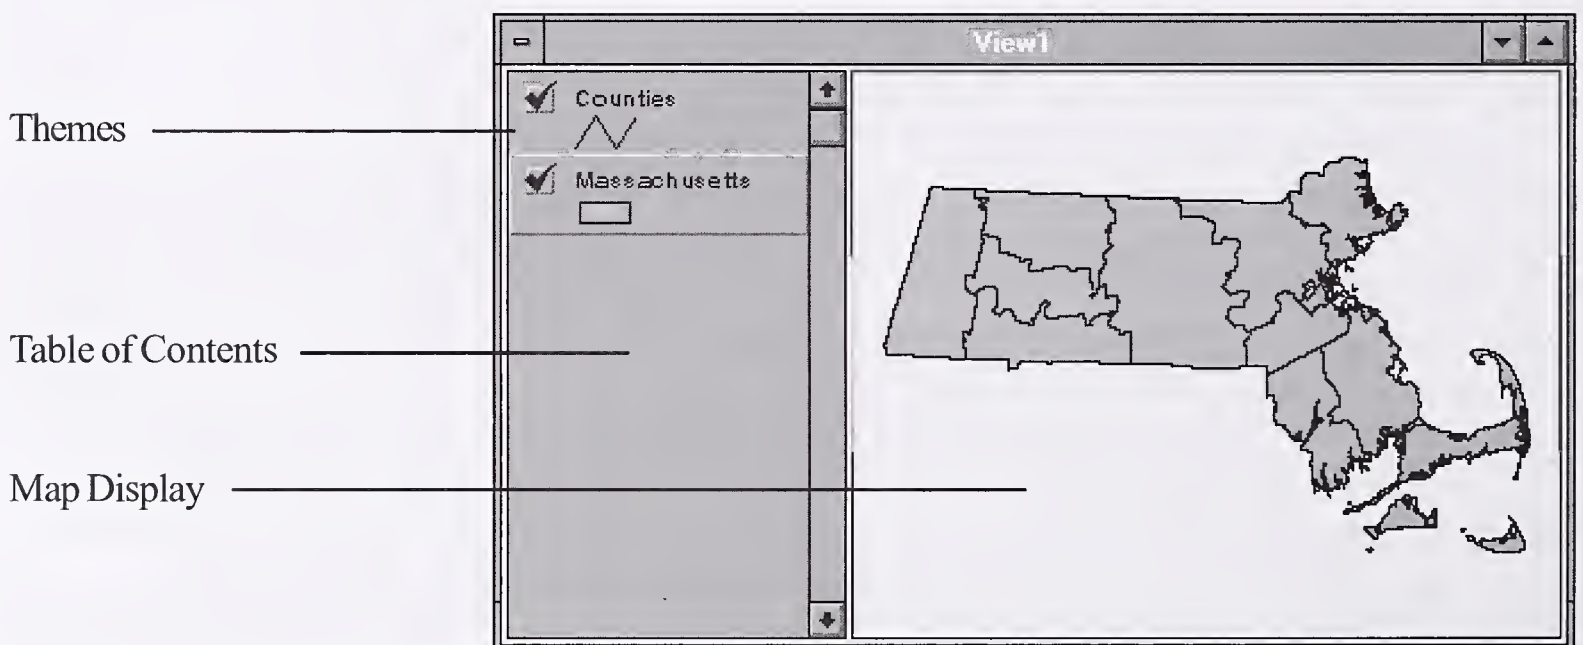 View1
Counties
Themes
Massachusetts
Table of Contents
Map Display